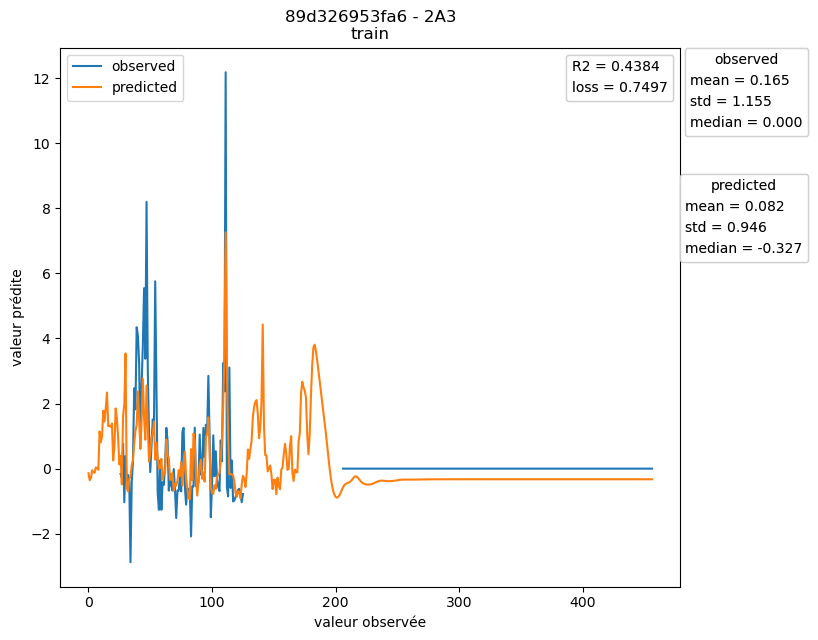 89d326953fa6 - 2A3
train
observed
predicted
R2 = 0.4384
loss = 0.7497
observed
mean = 0.165
std = 1.155
median = 0.000
predicted
mean = 0.082
std = 0.946
median = -0.327
valeur prédite
12
10
8
6
4
2
0
−2
0
100
200
300
400
valeur observée